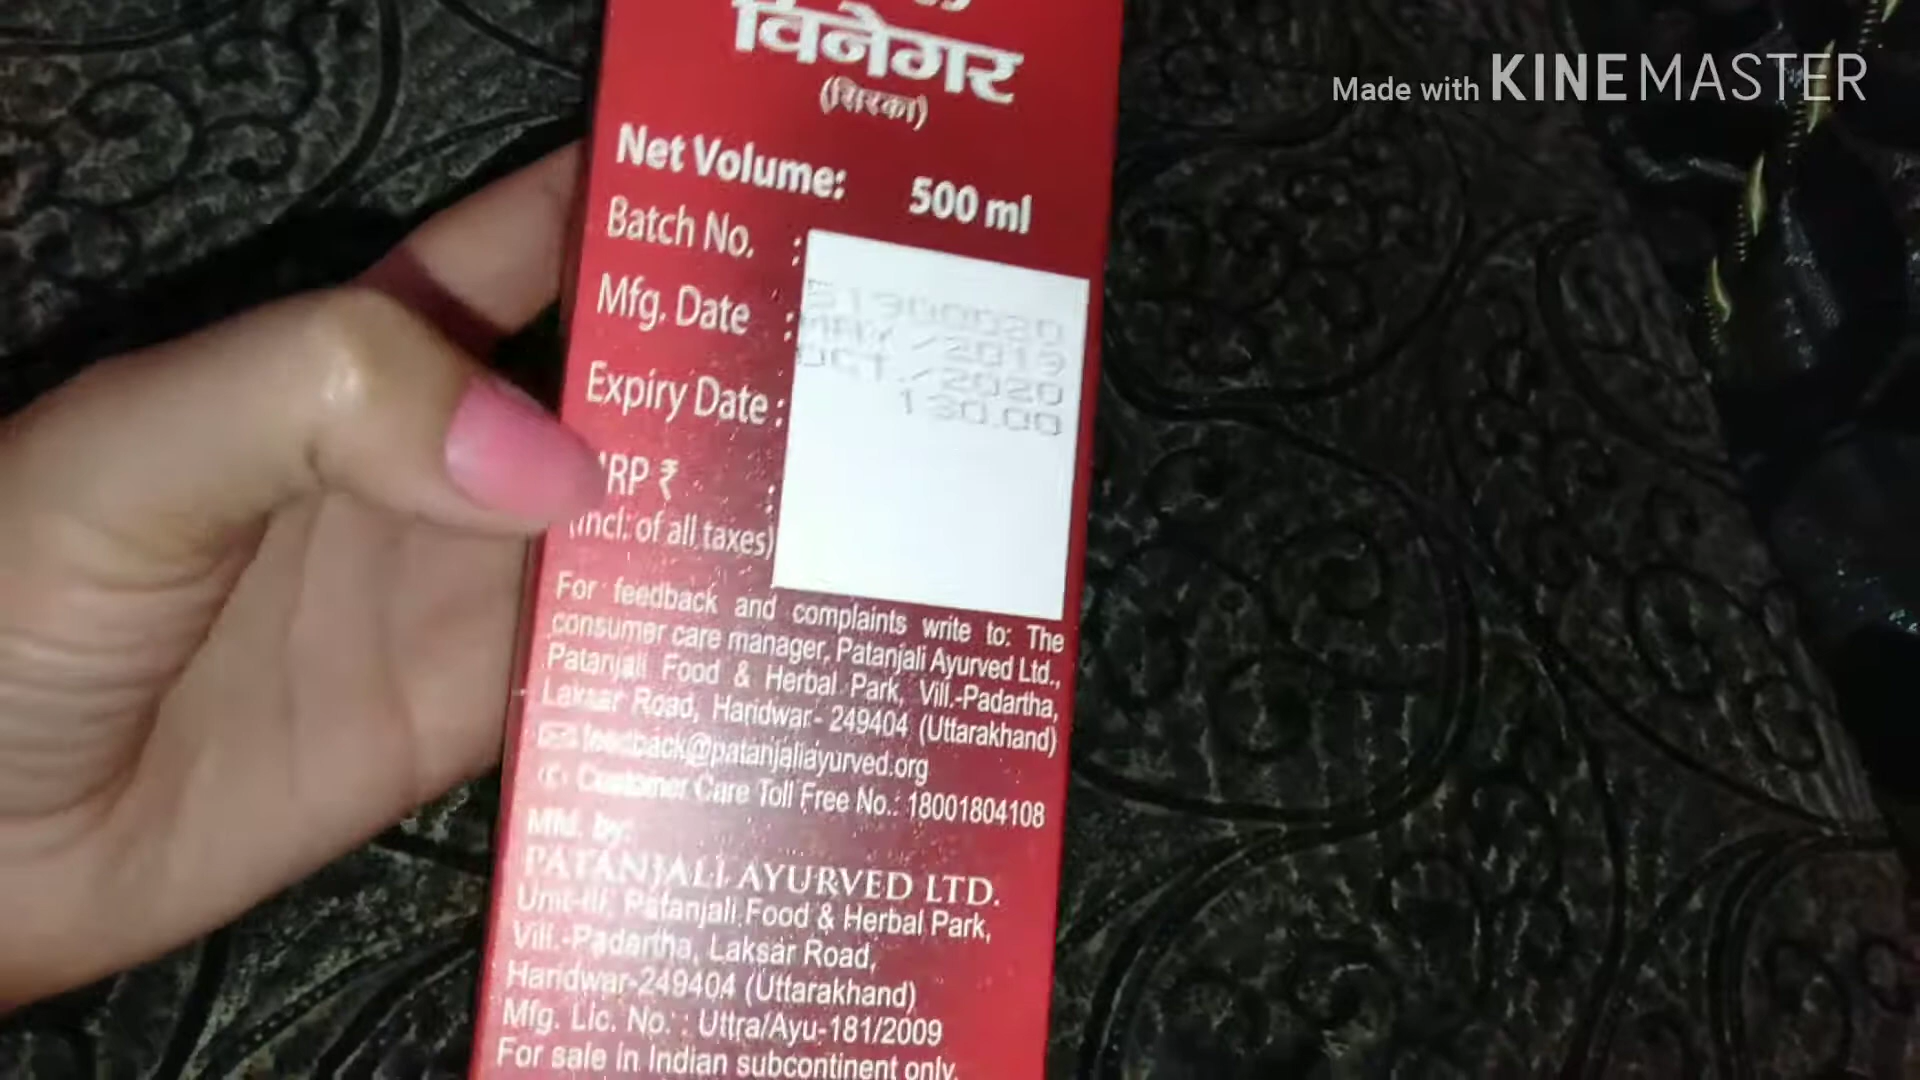 विनेगर
(सिरका)
Made with KINEMASTER
Net Volume: 500 ml
Batch No. :
Mfg. Date :
Expiry Date :
RP ₹ :
(incl. of all taxes)
51900020
MAY /2019
OCT./2020
130.00
For feedback and complaints write to: The
consumer care manager, Patanjali Ayurved Ltd.,
Patanjali Food & Herbal Park, Vill.-Padartha,
Laksar Road, Haridwar- 249404 (Uttarakhand)
feedback@patanjaliayurved.org
Customer Care Toll Free No.: 18001804108
Mfd. by:
PATANJALI AYURVED LTD.
Unit-III, Patanjali Food & Herbal Park,
Vill.-Padartha, Laksar Road,
Haridwar-249404 (Uttarakhand)
Mfg. Lic. No. : Uttra/Ayu-181/2009
For sale in Indian subcontinent only.